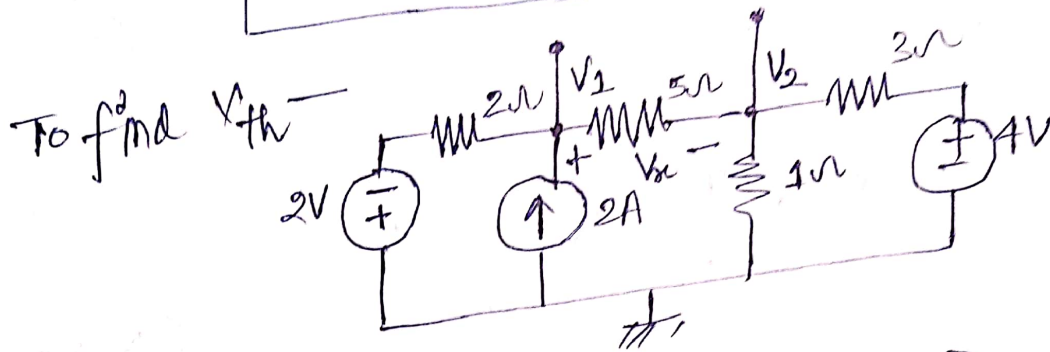 To find Vth —
2Ω
V1
5Ω
V2
3Ω
+ Vx −
2V
− +
2A
1Ω
+ −
4V